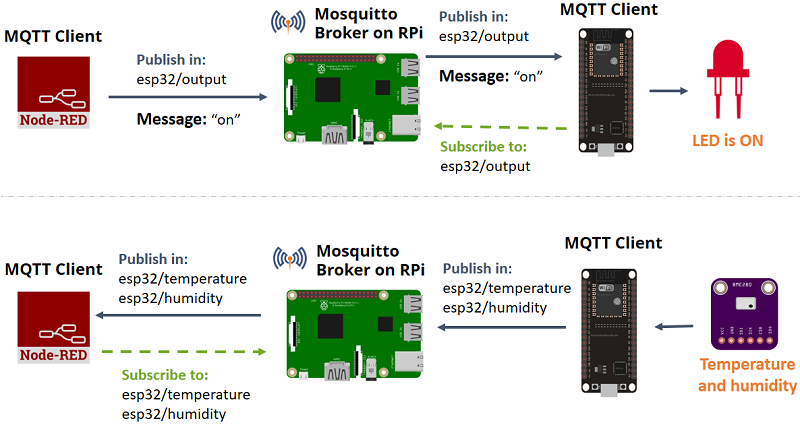 MQTT Client
Node-RED
Publish in:
esp32/output
Message: “on”
Mosquitto
Broker on RPi
Publish in:
esp32/output
Message: “on”
Subscribe to:
esp32/output
MQTT Client
LED is ON
MQTT Client
Node-RED
Publish in:
esp32/temperature
esp32/humidity
Subscribe to:
esp32/temperature
esp32/humidity
Mosquitto
Broker on RPi
Publish in:
esp32/temperature
esp32/humidity
MQTT Client
BME280
Temperature
and humidity